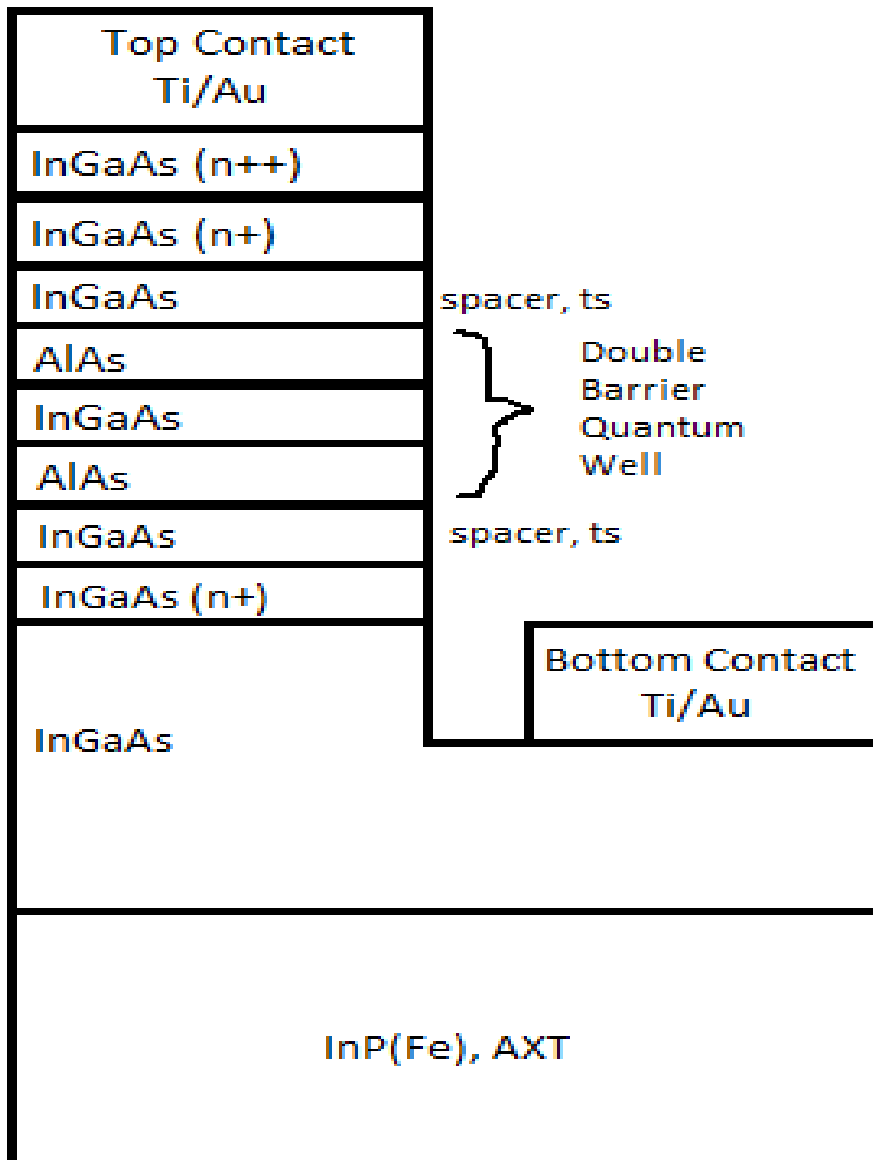 Top Contact
Ti/Au
InGaAs (n++)
InGaAs (n+)
InGaAs
spacer, ts
AlAs
Double
Barrier
InGaAs
Quantum
Well
AlAs
InGaAs
spacer, ts
InGaAs (n+)
Bottom Contact
Ti/Au
InGaAs
InP(Fe), AXT